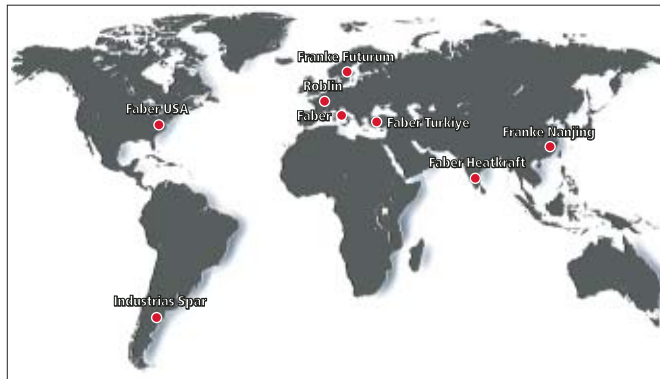 Franke Futurum
Roblin
Faber USA
Faber
Faber Turkiye
Franke Nanjing
Faber Heatkraft
Industrias Spar